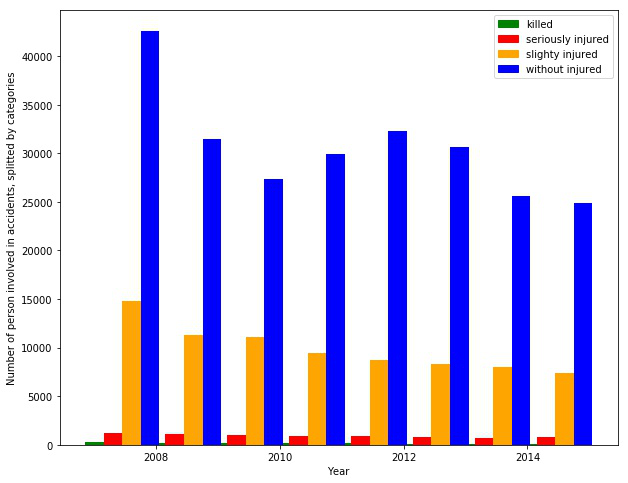 killed
seriously injured
slighty injured
without injured
Number of person involved in accidents, splitted by categories
40000
35000
30000
25000
20000
15000
10000
5000
0
2008
2010
2012
2014
Year